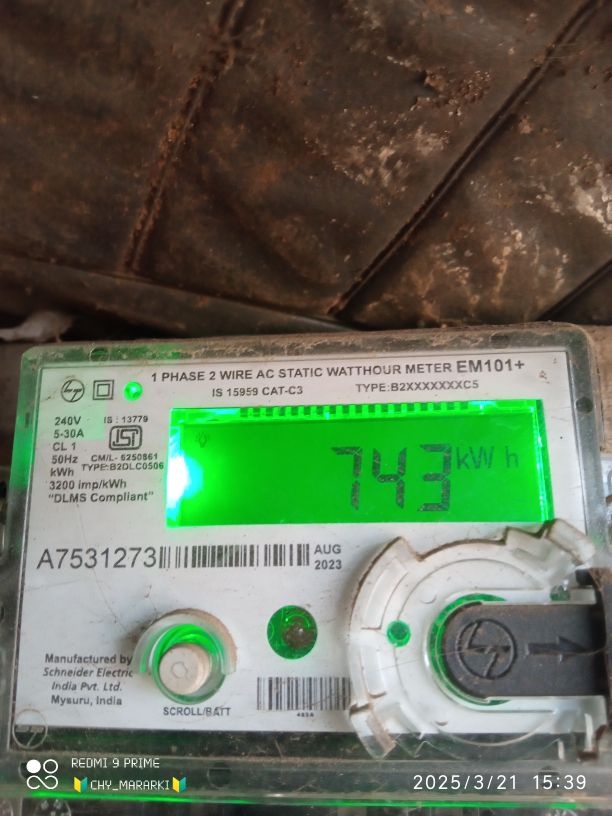 1 PHASE 2 WIRE AC STATIC WATTHOUR METER EM101+
IS 15959 CAT-C3 TYPE:B2XXXXXXXC5
240V IS : 13779
5-30A
CL 1
50Hz CM/L- 6250861
kWh TYPE:B2DLC0506
3200 imp/kWh
"DLMS Compliant"
743 kWh
A7531273 AUG
2023
Manufactured by
Schneider Electric
India Pvt. Ltd.
Mysuru, India
SCROLL/BATT
REDMI 9 PRIME
CHY_MARARKI
2025/3/21 15:39